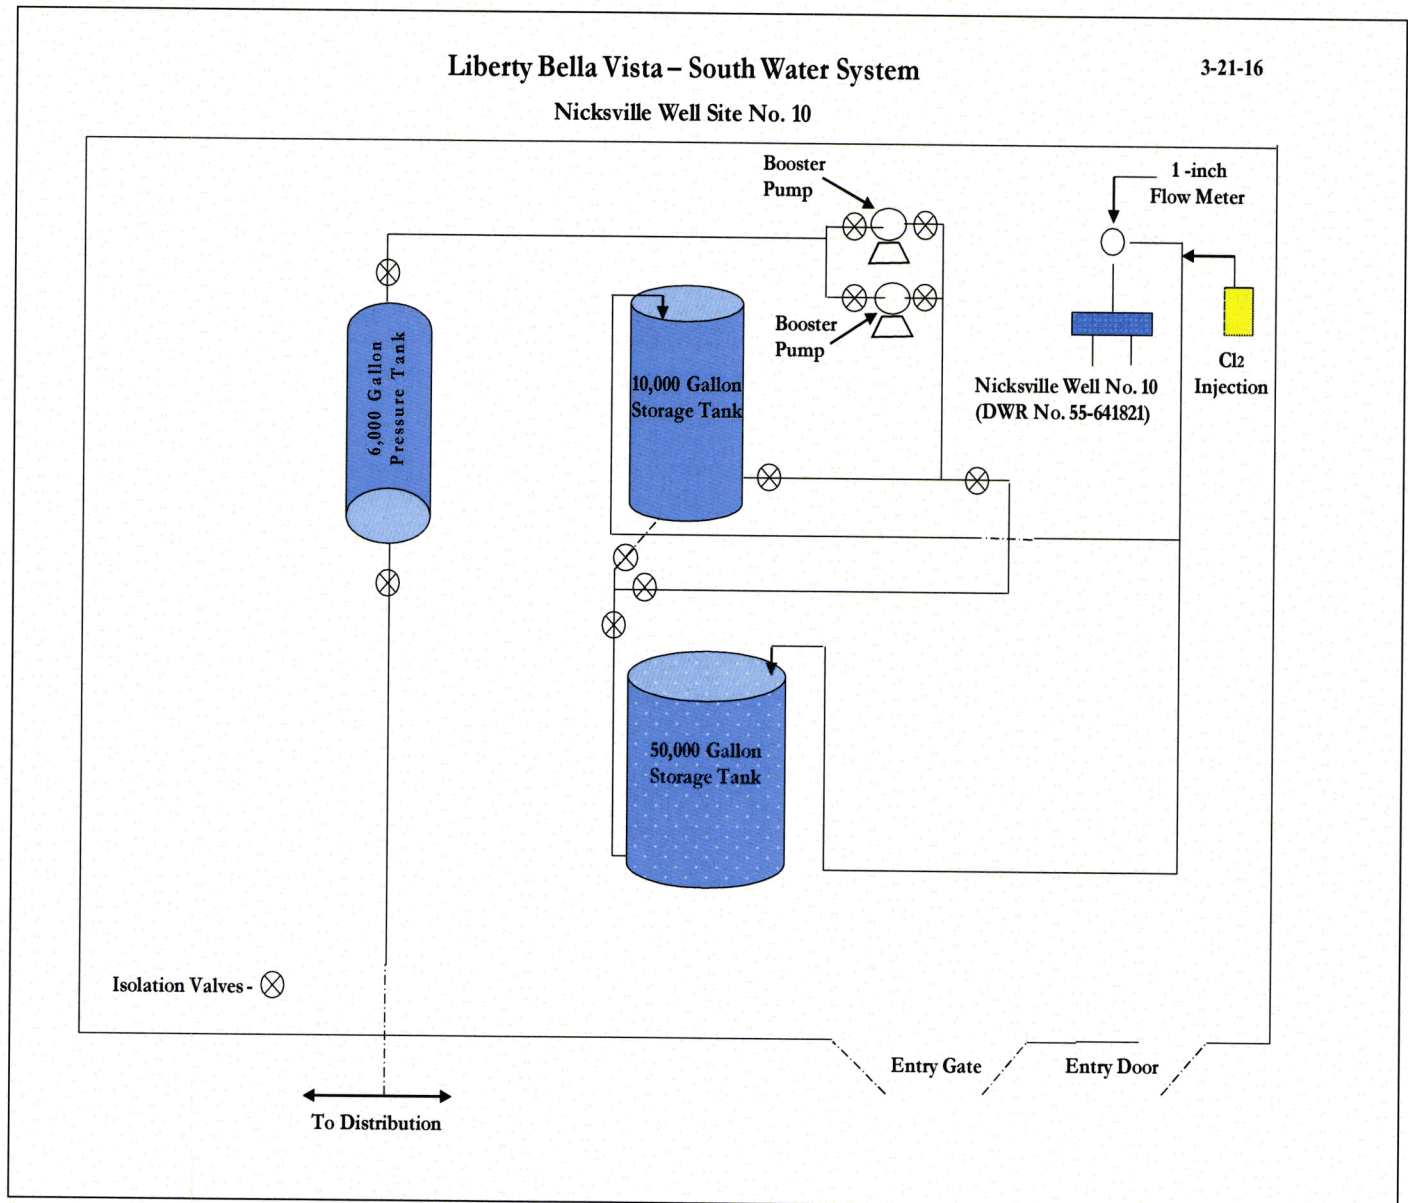 Liberty Bella Vista – South Water System
3-21-16
Nicksville Well Site No. 10
Booster
Pump
1 -inch
Flow Meter
Booster
Pump
6,000 Gallon
Pressure Tank
10,000 Gallon
Storage Tank
Nicksville Well No. 10
(DWR No. 55-641821)
Cl2
Injection
50,000 Gallon
Storage Tank
Isolation Valves -
Entry Gate
Entry Door
To Distribution